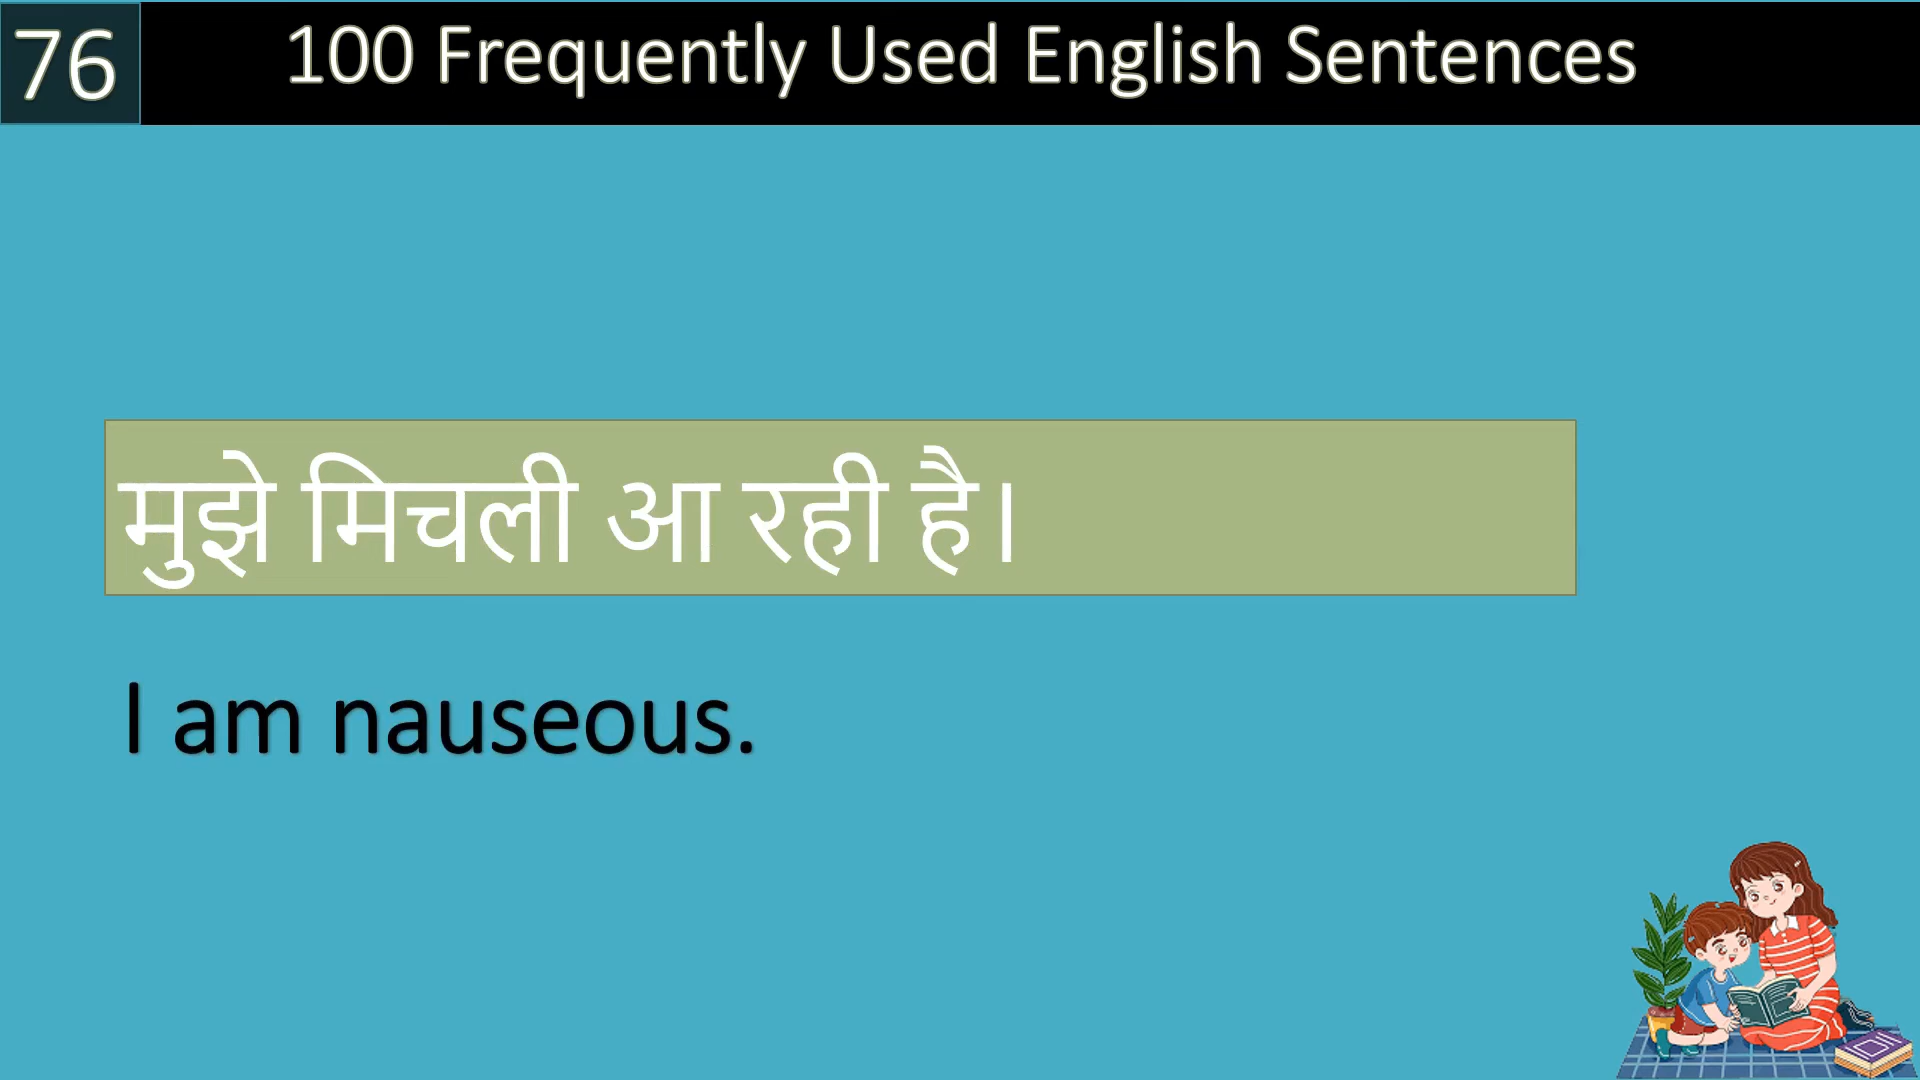 76
100 Frequently Used English Sentences
मुझे मिचली आ रही है।
I am nauseous.